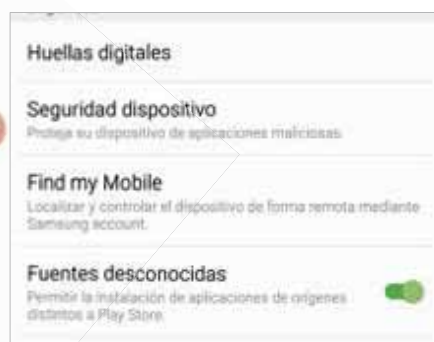 Huellas digitales
Seguridad dispositivo
Proteja su dispositivo de aplicaciones maliciosas.
Find my Mobile
Localizar y controlar el dispositivo de forma remota mediante
Samsung account.
Fuentes desconocidas
Permitir la instalación de aplicaciones de orígenes
distintos a Play Store.